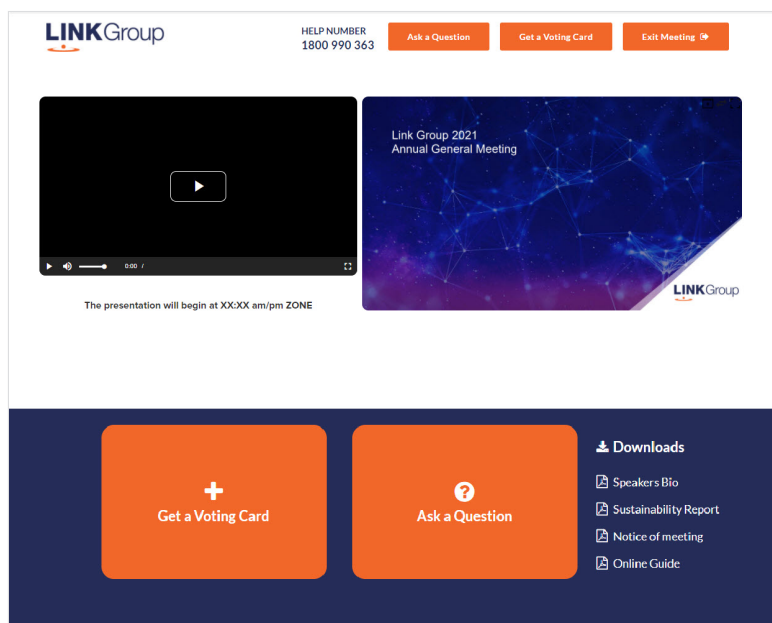 LINKGroup
HELP NUMBER
1800 990 363
Ask a Question
Get a Voting Card
Exit Meeting
Link Group 2021
Annual General Meeting
LINKGroup
0:00 /
The presentation will begin at XX:XX am/pm ZONE
Get a Voting Card
Ask a Question
Downloads
Speakers Bio
Sustainability Report
Notice of meeting
Online Guide